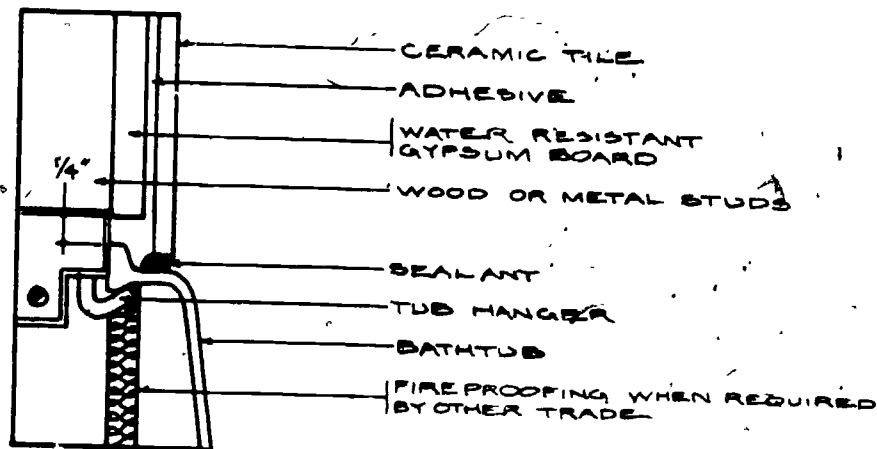 CERAMIC TILE
ADHESIVE
WATER RESISTANT
GYPSUM BOARD
1/4"
WOOD OR METAL STUDS
SEALANT
TUB HANGER
BATHTUB
FIREPROOFING WHEN REQUIRED
BY OTHER TRADE